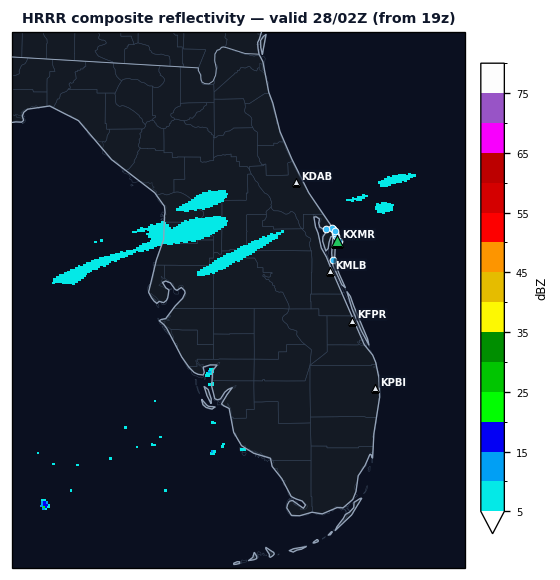 HRRR composite reflectivity — valid 28/02Z (from 19z)
KDAB
KXMR
KMLB
KFPR
KPBI
75
65
55
45
35
25
15
5
dBZ